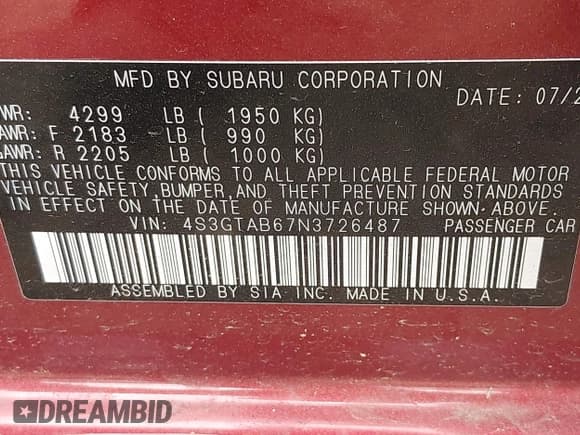 MFD BY SUBARU CORPORATION
DATE: 07/2
WR: 4299 LB ( 1950 KG)
AWR: F 2183 LB ( 990 KG)
GAWR: R 2205 LB ( 1000 KG)
THIS VEHICLE CONFORMS TO ALL APPLICABLE FEDERAL MOTOR
VEHICLE SAFETY,BUMPER,AND THEFT PREVENTION STANDARDS
IN EFFECT ON THE DATE OF MANUFACTURE SHOWN ABOVE.
VIN: 4S3GTAB67N3726487 PASSENGER CAR
ASSEMBLED BY SIA INC. MADE IN U.S.A.
DREAMBID